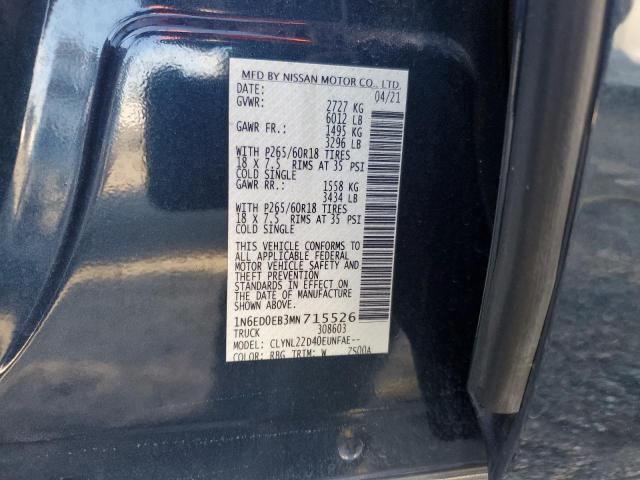 MFD BY NISSAN MOTOR CO., LTD.
DATE: 04/21
GVWR: 2727 KG
6012 LB
GAWR FR.: 1495 KG
3296 LB
WITH P265/60R18 TIRES
18 X 7.5 RIMS AT 35 PSI
COLD SINGLE
GAWR RR.: 1558 KG
3434 LB
WITH P265/60R18 TIRES
18 X 7.5 RIMS AT 35 PSI
COLD SINGLE
THIS VEHICLE CONFORMS TO
ALL APPLICABLE FEDERAL
MOTOR VEHICLE SAFETY AND
THEFT PREVENTION
STANDARDS IN EFFECT ON
THE DATE OF MANUFACTURE
SHOWN ABOVE.
1N6ED0EB3MN715526
TRUCK 308603
MODEL: CLYNL22D40EUNFAE--
COLOR: RBG TRIM: W 7500A